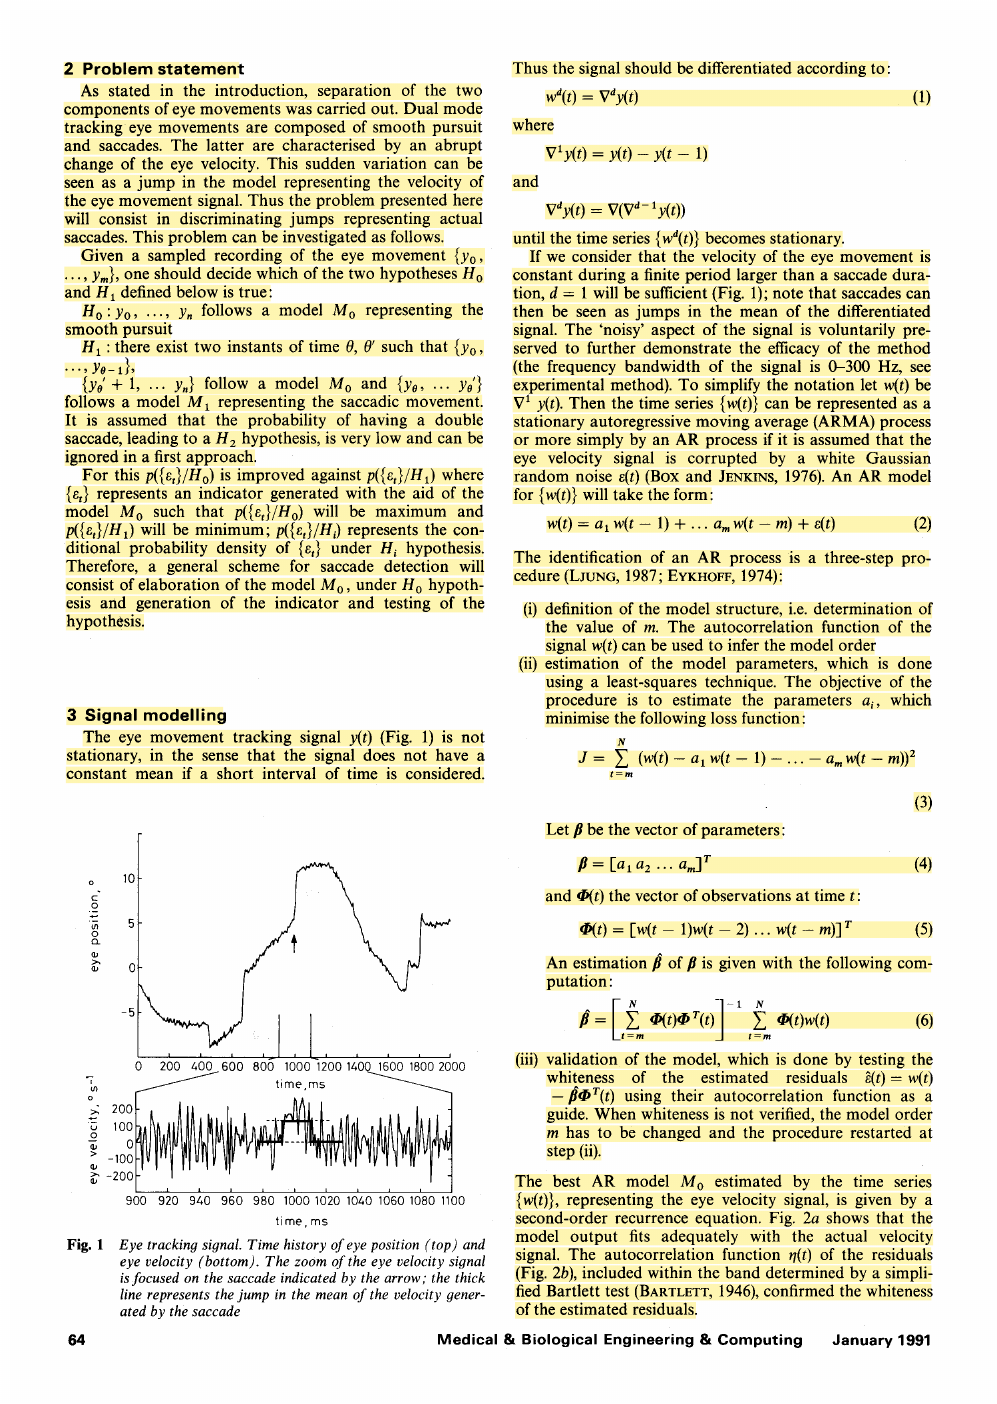 2 Problem statement
As stated in the introduction, separation of the two
components of eye movements was carried out. Dual mode
tracking eye movements are composed of smooth pursuit
and saccades. The latter are characterised by an abrupt
change of the eye velocity. This sudden variation can be
seen as a jump in the model representing the velocity of
the eye movement signal. Thus the problem presented here
will consist in discriminating jumps representing actual
saccades. This problem can be investigated as follows.
Given a sampled recording of the eye movement {y₀,
..., yₘ}, one should decide which of the two hypotheses H₀
and H₁ defined below is true:
H₀ : y₀, ..., yₙ follows a model M₀ representing the
smooth pursuit
H₁ : there exist two instants of time θ, θ′ such that {y₀,
..., y_θ₋₁},
{y_θ′ + 1, ... yₙ} follow a model M₀ and {y_θ, ... y_θ′}
follows a model M₁ representing the saccadic movement.
It is assumed that the probability of having a double
saccade, leading to a H₂ hypothesis, is very low and can be
ignored in a first approach.
For this p({εₜ}/H₀) is improved against p({εₜ}/H₁) where
{εₜ} represents an indicator generated with the aid of the
model M₀ such that p({εₜ}/H₀) will be maximum and
p({εₜ}/H₁) will be minimum; p({εₜ}/Hᵢ) represents the con-
ditional probability density of {εₜ} under Hᵢ hypothesis.
Therefore, a general scheme for saccade detection will
consist of elaboration of the model M₀, under H₀ hypoth-
esis and generation of the indicator and testing of the
hypothesis.
3 Signal modelling
The eye movement tracking signal y(t) (Fig. 1) is not
stationary, in the sense that the signal does not have a
constant mean if a short interval of time is considered.
eye position, °
10
5
0
-5
0 200 400 600 800 1000 1200 1400 1600 1800 2000
time, ms
eye velocity, ° s⁻¹
200
100
0
-100
-200
900 920 940 960 980 1000 1020 1040 1060 1080 1100
time, ms
Fig. 1 Eye tracking signal. Time history of eye position (top) and
eye velocity (bottom). The zoom of the eye velocity signal
is focused on the saccade indicated by the arrow; the thick
line represents the jump in the mean of the velocity gener-
ated by the saccade
Thus the signal should be differentiated according to:
wᵈ(t) = ∇ᵈy(t) (1)
where
∇¹y(t) = y(t) − y(t − 1)
and
∇ᵈy(t) = ∇(∇ᵈ⁻¹y(t))
until the time series {wᵈ(t)} becomes stationary.
If we consider that the velocity of the eye movement is
constant during a finite period larger than a saccade dura-
tion, d = 1 will be sufficient (Fig. 1); note that saccades can
then be seen as jumps in the mean of the differentiated
signal. The 'noisy' aspect of the signal is voluntarily pre-
served to further demonstrate the efficacy of the method
(the frequency bandwidth of the signal is 0–300 Hz, see
experimental method). To simplify the notation let w(t) be
∇¹ y(t). Then the time series {w(t)} can be represented as a
stationary autoregressive moving average (ARMA) process
or more simply by an AR process if it is assumed that the
eye velocity signal is corrupted by a white Gaussian
random noise ε(t) (BOX and JENKINS, 1976). An AR model
for {w(t)} will take the form:
w(t) = a₁ w(t − 1) + ... aₘ w(t − m) + ε(t) (2)
The identification of an AR process is a three-step pro-
cedure (LJUNG, 1987; EYKHOFF, 1974):
(i) definition of the model structure, i.e. determination of
the value of m. The autocorrelation function of the
signal w(t) can be used to infer the model order
(ii) estimation of the model parameters, which is done
using a least-squares technique. The objective of the
procedure is to estimate the parameters aᵢ, which
minimise the following loss function:
J = ∑_{t=m}^{N} (w(t) − a₁ w(t − 1) − ... − aₘ w(t − m))²
(3)
Let β be the vector of parameters:
β = [a₁ a₂ ... aₘ]ᵀ (4)
and Φ(t) the vector of observations at time t:
Φ(t) = [w(t − 1)w(t − 2) ... w(t − m)]ᵀ (5)
An estimation β̂ of β is given with the following com-
putation:
β̂ = [∑_{t=m}^{N} Φ(t)Φᵀ(t)]⁻¹ ∑_{t=m}^{N} Φ(t)w(t) (6)
(iii) validation of the model, which is done by testing the
whiteness of the estimated residuals ε̂(t) = w(t)
− β̂Φᵀ(t) using their autocorrelation function as a
guide. When whiteness is not verified, the model order
m has to be changed and the procedure restarted at
step (ii).
The best AR model M₀ estimated by the time series
{w(t)}, representing the eye velocity signal, is given by a
second-order recurrence equation. Fig. 2a shows that the
model output fits adequately with the actual velocity
signal. The autocorrelation function η(t) of the residuals
(Fig. 2b), included within the band determined by a simpli-
fied Bartlett test (BARTLETT, 1946), confirmed the whiteness
of the estimated residuals.
64 Medical & Biological Engineering & Computing January 1991